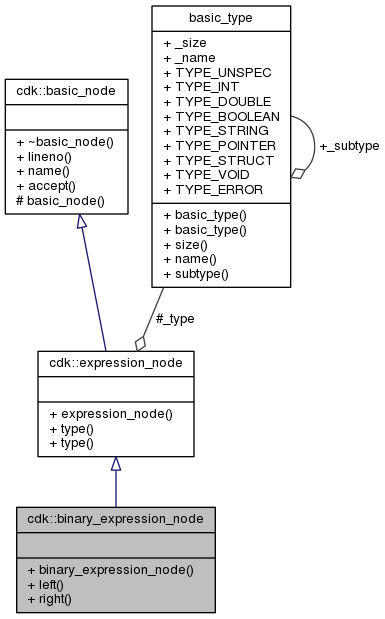 basic_type
+ _size
+ _name
+ TYPE_UNSPEC
+ TYPE_INT
+ TYPE_DOUBLE
+ TYPE_BOOLEAN
+ TYPE_STRING
+ TYPE_POINTER
+ TYPE_STRUCT
+ TYPE_VOID
+ TYPE_ERROR
+ basic_type()
+ basic_type()
+ size()
+ name()
+ subtype()
+_subtype
cdk::basic_node
+ ~basic_node()
+ lineno()
+ name()
+ accept()
# basic_node()
#_type
cdk::expression_node
+ expression_node()
+ type()
+ type()
cdk::binary_expression_node
+ binary_expression_node()
+ left()
+ right()